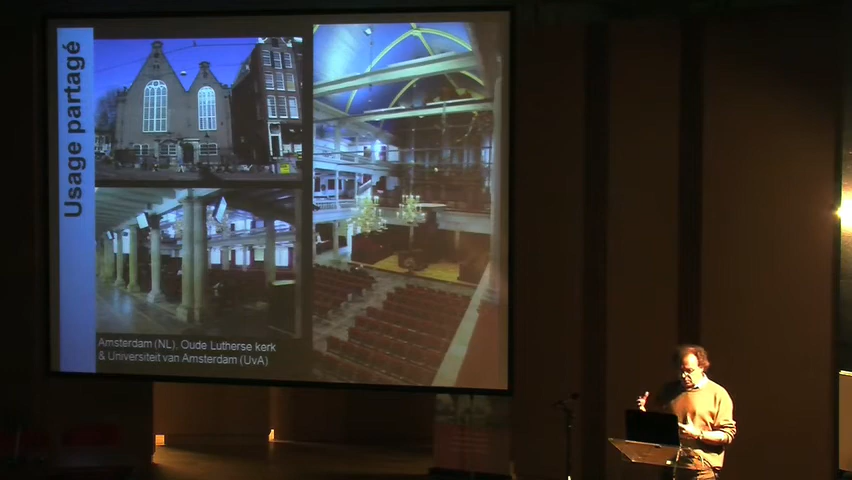 Usage partagé
Amsterdam (NL), Oude Lutherse kerk
& Universiteit van Amsterdam (UvA)